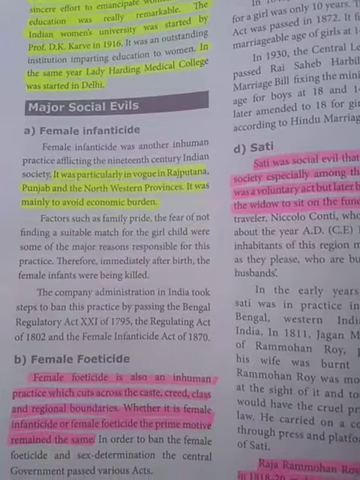 sincere effort to emancipate
education was really remarkable. The
Indian women's university was started by
Prof. D.K. Karve in 1916. It was an outstanding
institution imparting education to women. In
the same year Lady Harding Medical College
was started in Delhi.
Major Social Evils
a) Female infanticide
Female infanticide was another inhuman
practice afflicting the nineteenth century Indian
society. It was particularly in vogue in Rajputana,
Punjab and the North Western Provinces. It was
mainly to avoid economic burden.
Factors such as family pride, the fear of not
finding a suitable match for the girl child were
some of the major reasons responsible for this
practice. Therefore, immediately after birth, the
female infants were being killed.
The company administration in India took
steps to ban this practice by passing the Bengal
Regulatory Act XXI of 1795, the Regulating Act
of 1802 and the Female Infanticide Act of 1870.
b) Female Foeticide
Female foeticide is also an inhuman
practice which cuts across the caste, creed, class
and regional boundaries. Whether it is female
infanticide or female foeticide the prime motive
remained the same. In order to ban the female
foeticide and sex-determination the central
Government passed various Acts.
for a girl was only 10 years. T
Act was passed in 1872. It f
marriageable age of girls at 1
In 1930, the Central Le
passed Rai Saheb Harbil
Marriage Bill fixing the mini
age for boys at 18 and 1
later amended to 18 for gir
according to Hindu Marriag
d) Sati
Sati was social evil that
society especially among the
was a voluntary act but later b
the widow to sit on the fune
traveler, Niccolo Conti, who
about the year A.D. (C.E)
inhabitants of this region m
as they please, who are bu
husbands'.
In the early years
sati was in practice in
Bengal, western Indi
India. In 1811, Jagan M
of Rammohan Roy,
his wife was burnt
Rammohan Roy was mo
at the sight of it and to
would have the cruel pr
law. He carried on a c
through press and platfo
of Sati.
Raja Rammohan Roy